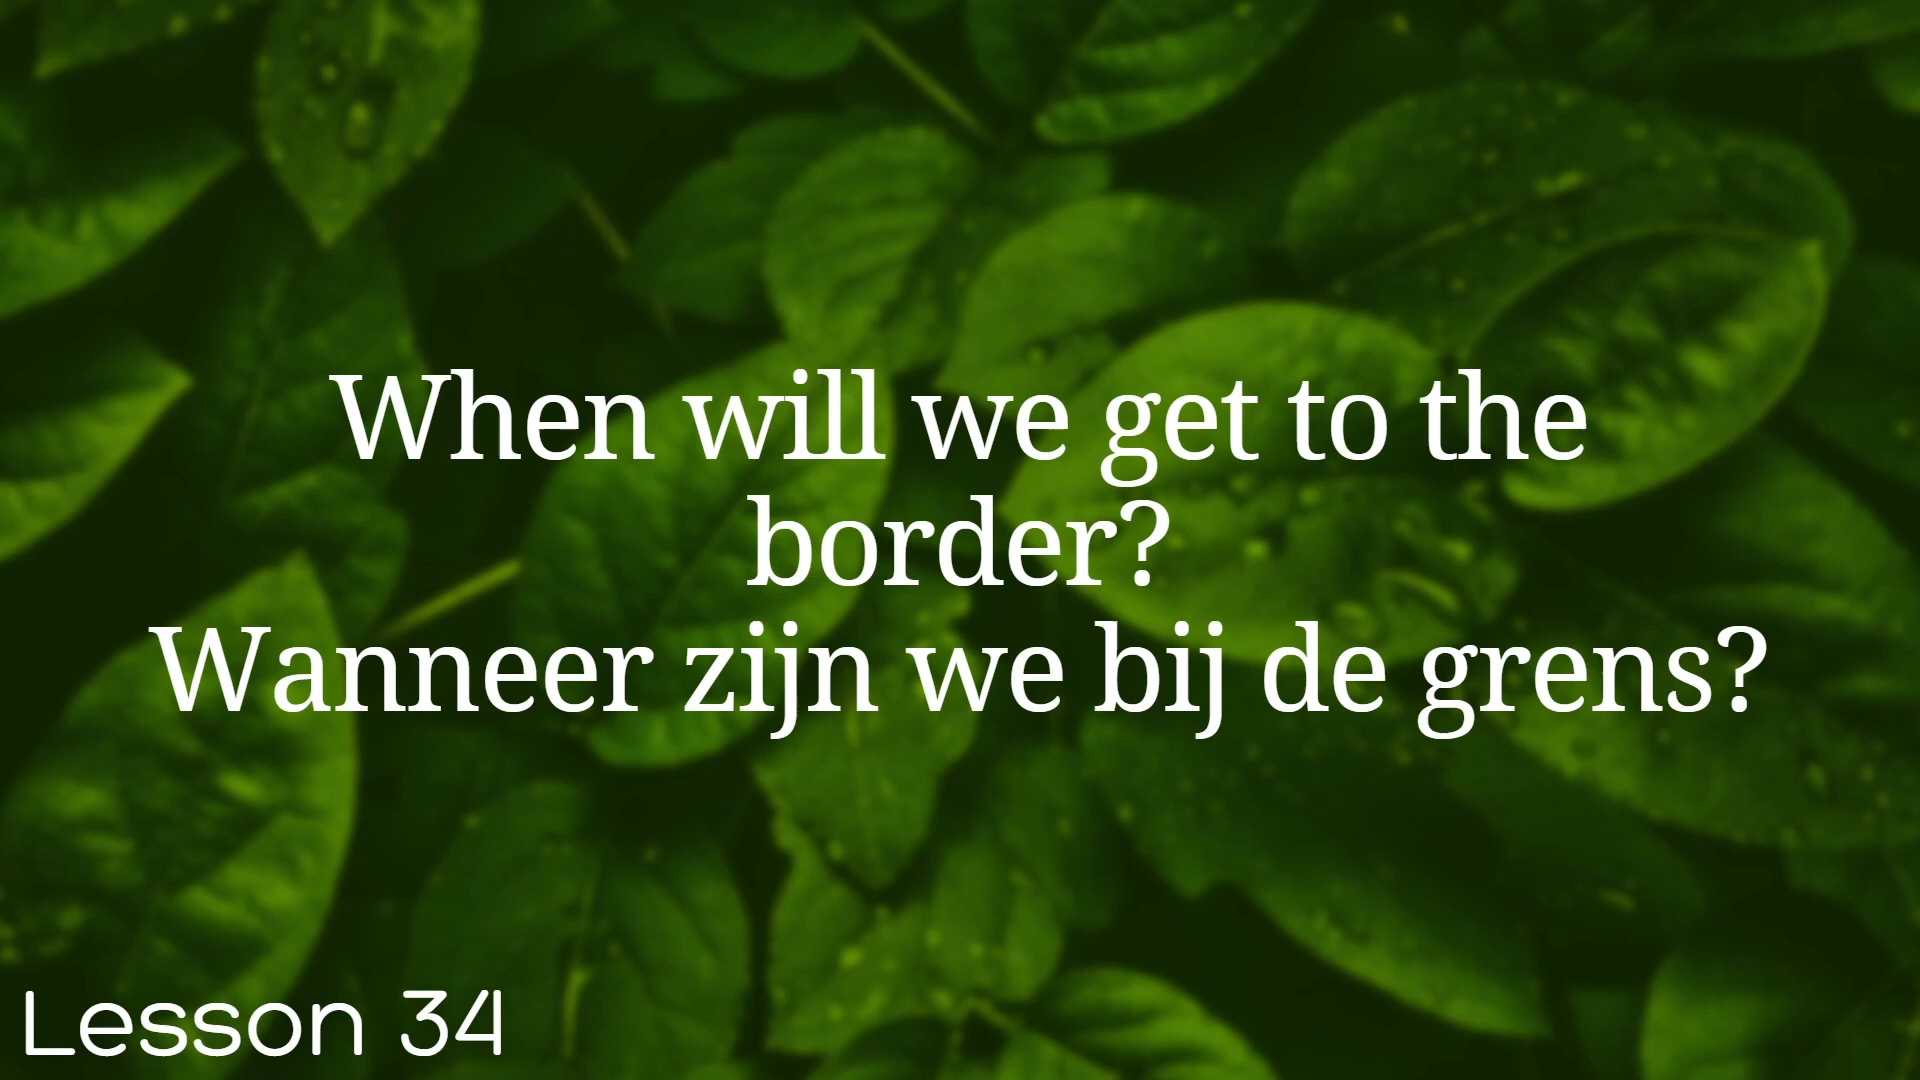 When will we get to the
border?
Wanneer zijn we bij de grens?
Lesson 34